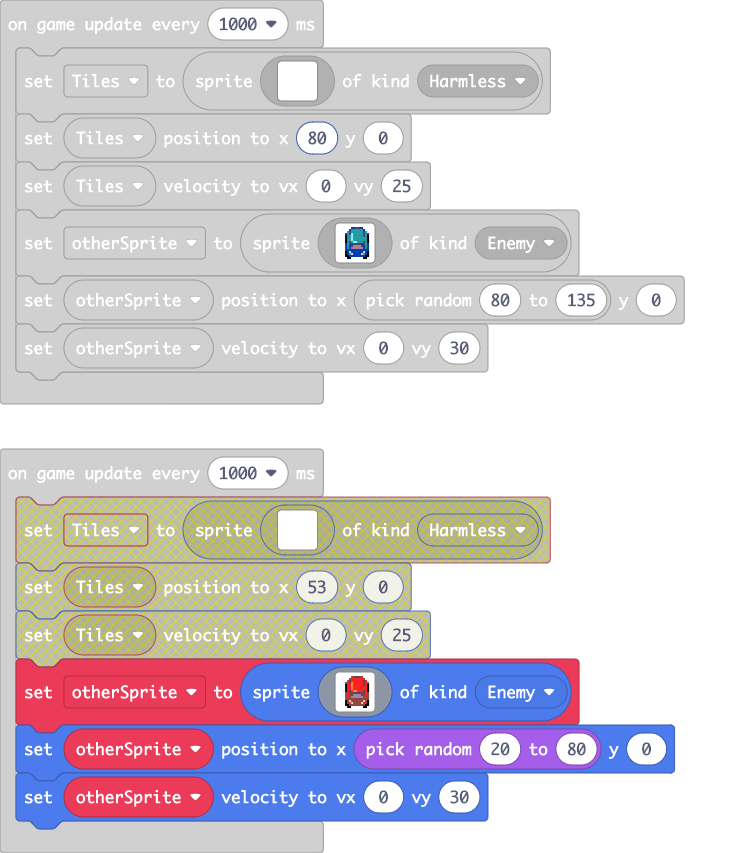 on game update every 1000 ms
set Tiles to sprite of kind Harmless
set Tiles position to x 80 y 0
set Tiles velocity to vx 0 vy 25
set otherSprite to sprite of kind Enemy
set otherSprite position to x pick random 80 to 135 y 0
set otherSprite velocity to vx 0 vy 30
on game update every 1000 ms
set Tiles to sprite of kind Harmless
set Tiles position to x 53 y 0
set Tiles velocity to vx 0 vy 25
set otherSprite to sprite of kind Enemy
set otherSprite position to x pick random 20 to 80 y 0
set otherSprite velocity to vx 0 vy 30